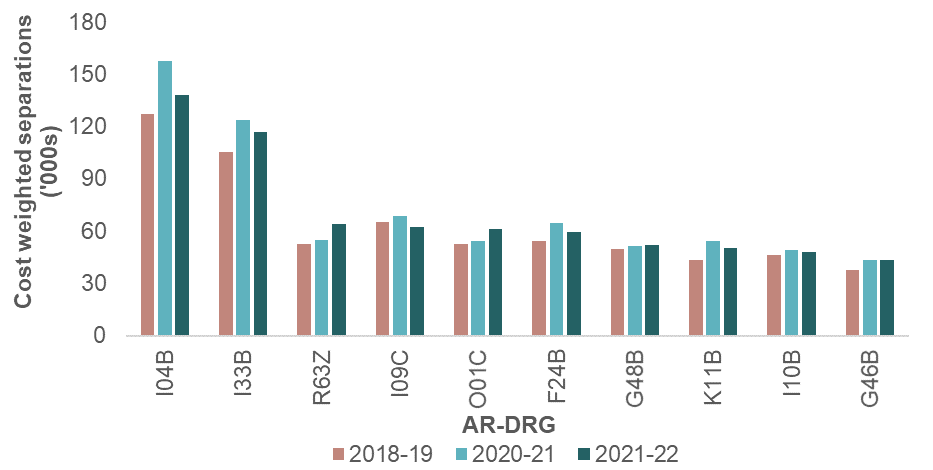 Cost weighted separations
('000s)
180
150
120
90
60
30
0
I04B
I33B
R63Z
I09C
O01C
F24B
G48B
K11B
I10B
G46B
AR-DRG
2018-19 2020-21 2021-22